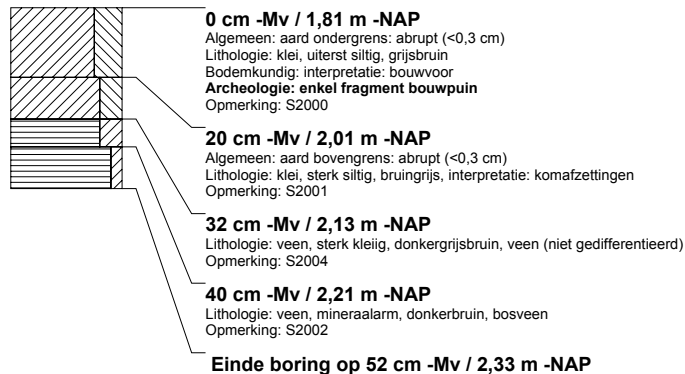 0 cm -Mv / 1,81 m -NAP
Algemeen: aard ondergrens: abrupt (<0,3 cm)
Lithologie: klei, uiterst siltig, grijsbruin
Bodemkundig: interpretatie: bouwvoor
Archeologie: enkel fragment bouwpuin
Opmerking: S2000
20 cm -Mv / 2,01 m -NAP
Algemeen: aard bovengrens: abrupt (<0,3 cm)
Lithologie: klei, sterk siltig, bruingrijs, interpretatie: komafzettingen
Opmerking: S2001
32 cm -Mv / 2,13 m -NAP
Lithologie: veen, sterk kleiig, donkergrijsbruin, veen (niet gedifferentieerd)
Opmerking: S2004
40 cm -Mv / 2,21 m -NAP
Lithologie: veen, mineraalarm, donkerbruin, bosveen
Opmerking: S2002
Einde boring op 52 cm -Mv / 2,33 m -NAP